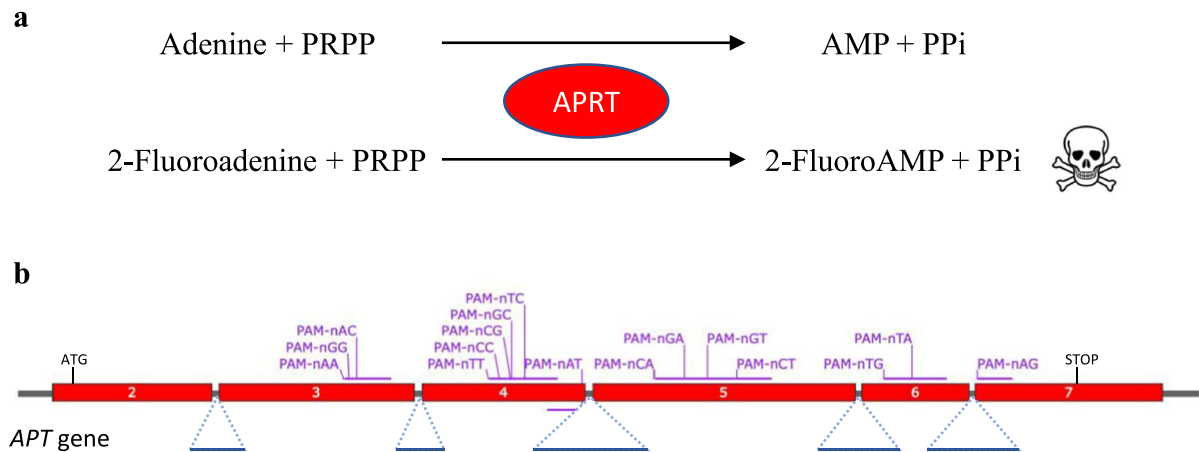 a
Adenine + PRPP AMP + PPi
APRT
2-Fluoroadenine + PRPP 2-FluoroAMP + PPi
b
PAM-nTC
PAM-nGC
PAM-nAC PAM-nCG PAM-nGA PAM-nGT PAM-nTA
PAM-nGG PAM-nCC
ATG PAM-nAA PAM-nTT PAM-nAT PAM-nCA PAM-nCT PAM-nTG PAM-nAG STOP
2 3 4 5 6 7
APT gene